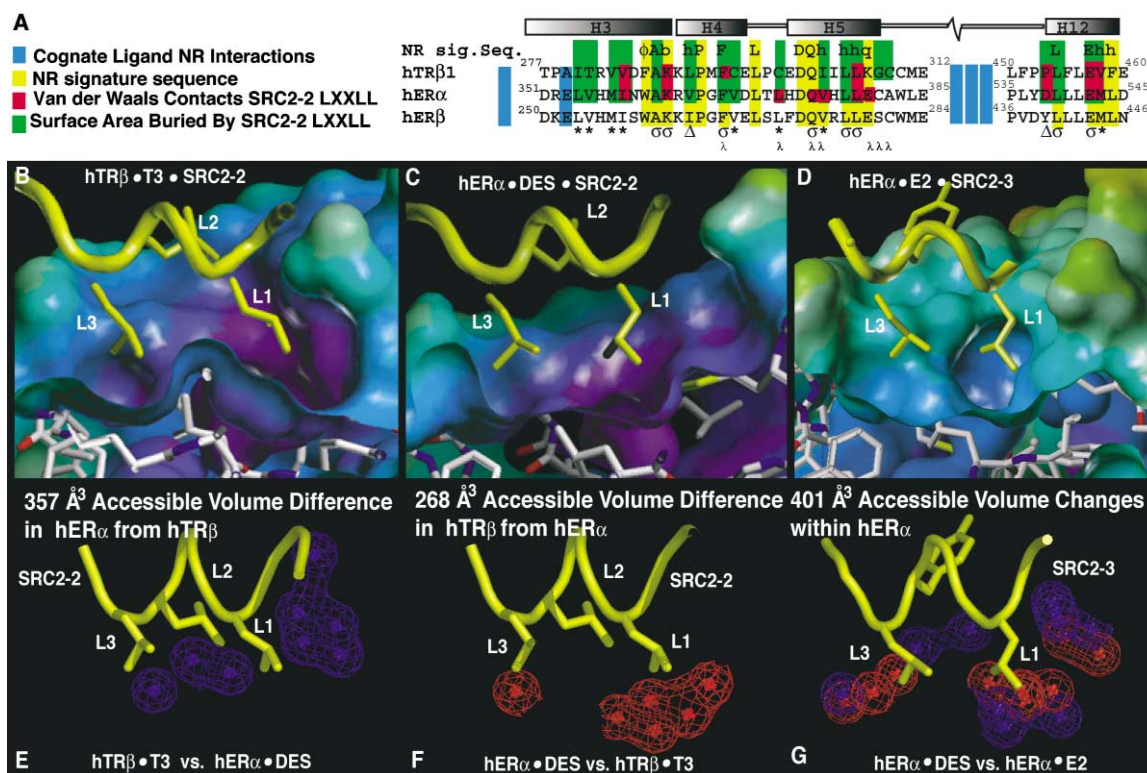 A
H3 H4 H5 H12
Cognate Ligand NR Interactions
NR signature sequence
Van der Waals Contacts SRC2-2 LXXLL
Surface Area Buried By SRC2-2 LXXLL
NR sig.Seq. ϕAb hP F L DQh hhq L Ehh
hTRβ1 277 TPAITRVVDFAKKLPMFCELPCEDQIILLKGCCME 312 450 LFPPLFLEVFED 460
hERα 351 DRELVHMINWAKRVPGFVDLTLHDQVHLLECAWLE 385 535 PLYDLLLEMLD 545
hERβ 250 DKELVHMISWAKKIPGFVELSLFDQVRLLESCWME 284 436 PVYDLLLEMLN 446
** ** σσ Δ σ* * σ* σσ Δσ σ*
λ λ λλ λλλ
B hTRβ•T3 • SRC2-2
L2
L1
L3
C hERα•DES • SRC2-2
L2
L1
L3
D hERα•E2 • SRC2-3
L3
L1
357 Å³ Accessible Volume Difference
in hERα from hTRβ
SRC2-2
L2
L3
L1
E hTRβ•T3 vs. hERα•DES
268 Å³ Accessible Volume Difference
in hTRβ from hERα
L2
SRC2-2
L3
L1
F hERα•DES vs. hTRβ•T3
401 Å³ Accessible Volume Changes
within hERα
SRC2-3
L3
L1
G hERα•DES vs. hERα•E2